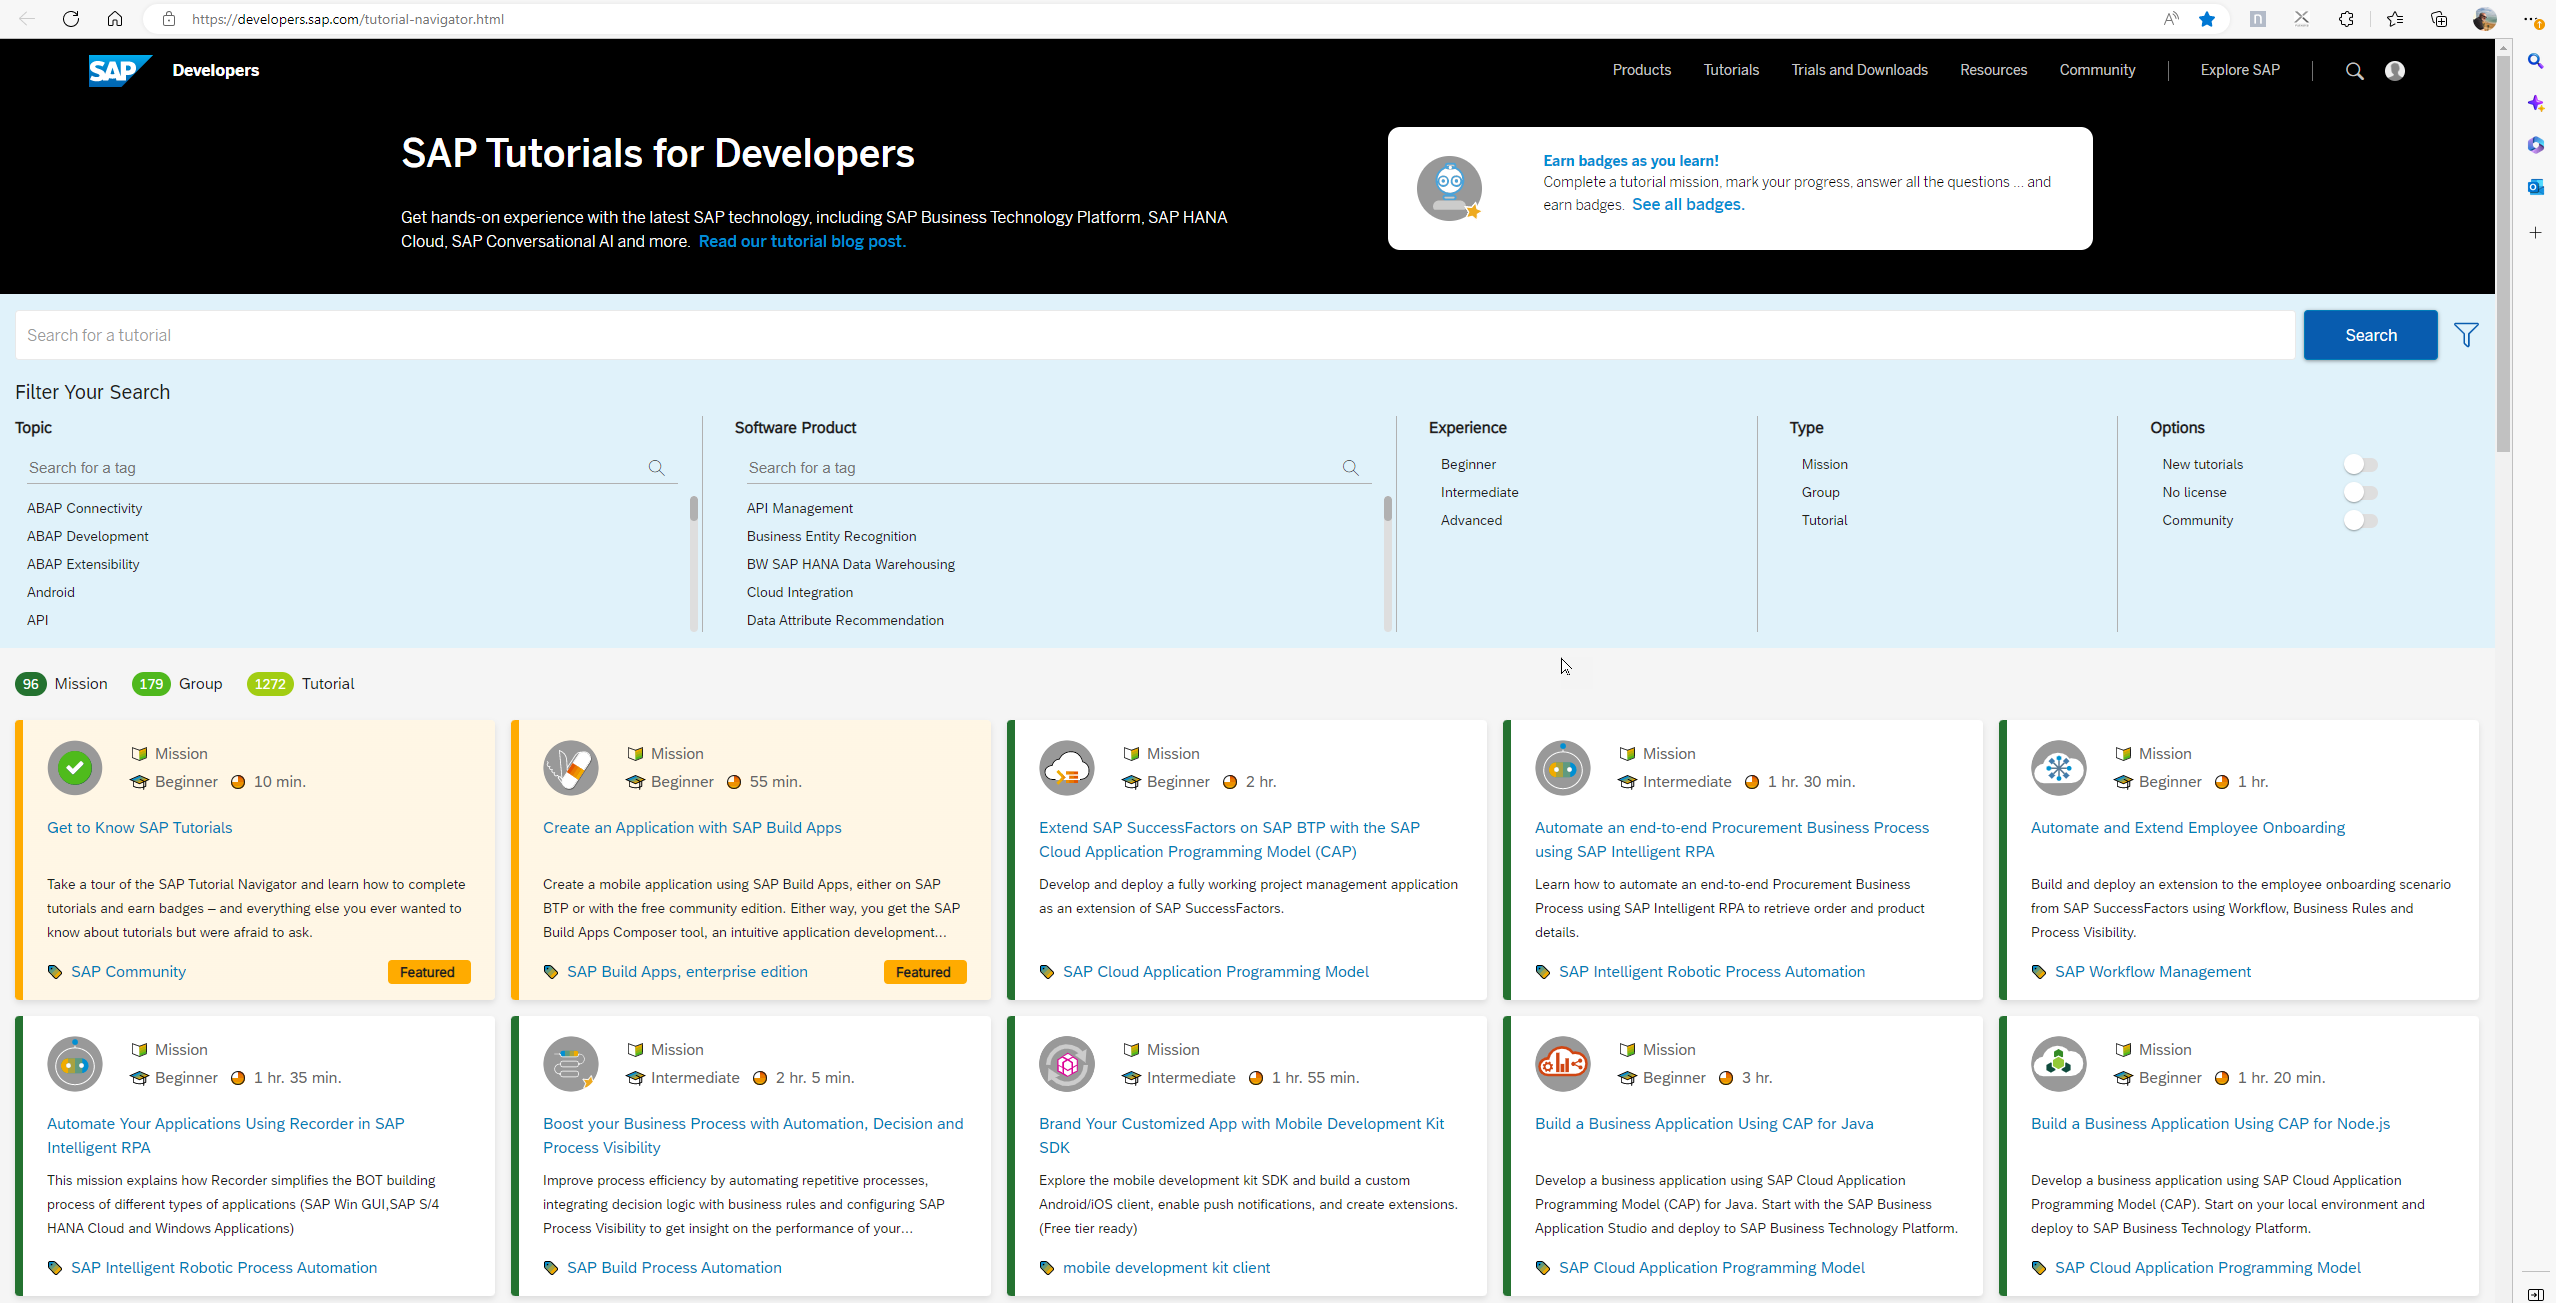 https://developers.sap.com/tutorial-navigator.html
SAP
Developers
Products
Tutorials
Trials and Downloads
Resources
Community
Explore SAP
SAP Tutorials for Developers
Get hands-on experience with the latest SAP technology, including SAP Business Technology Platform, SAP HANA
Cloud, SAP Conversational AI and more. Read our tutorial blog post.
Earn badges as you learn!
Complete a tutorial mission, mark your progress, answer all the questions ... and
earn badges. See all badges.
Search for a tutorial
Search
Filter Your Search
Topic
Search for a tag
ABAP Connectivity
ABAP Development
ABAP Extensibility
Android
API
Software Product
Search for a tag
API Management
Business Entity Recognition
BW SAP HANA Data Warehousing
Cloud Integration
Data Attribute Recommendation
Experience
Beginner
Intermediate
Advanced
Type
Mission
Group
Tutorial
Options
New tutorials
No license
Community
96 Mission
179 Group
1272 Tutorial
Mission
Beginner 10 min.
Get to Know SAP Tutorials
Take a tour of the SAP Tutorial Navigator and learn how to complete
tutorials and earn badges – and everything else you ever wanted to
know about tutorials but were afraid to ask.
SAP Community
Featured
Mission
Beginner 55 min.
Create an Application with SAP Build Apps
Create a mobile application using SAP Build Apps, either on SAP
BTP or with the free community edition. Either way, you get the SAP
Build Apps Composer tool, an intuitive application development...
SAP Build Apps, enterprise edition
Featured
Mission
Beginner 2 hr.
Extend SAP SuccessFactors on SAP BTP with the SAP
Cloud Application Programming Model (CAP)
Develop and deploy a fully working project management application
as an extension of SAP SuccessFactors.
SAP Cloud Application Programming Model
Mission
Intermediate 1 hr. 30 min.
Automate an end-to-end Procurement Business Process
using SAP Intelligent RPA
Learn how to automate an end-to-end Procurement Business
Process using SAP Intelligent RPA to retrieve order and product
details.
SAP Intelligent Robotic Process Automation
Mission
Beginner 1 hr.
Automate and Extend Employee Onboarding
Build and deploy an extension to the employee onboarding scenario
from SAP SuccessFactors using Workflow, Business Rules and
Process Visibility.
SAP Workflow Management
Mission
Beginner 1 hr. 35 min.
Automate Your Applications Using Recorder in SAP
Intelligent RPA
This mission explains how Recorder simplifies the BOT building
process of different types of applications (SAP Win GUI,SAP S/4
HANA Cloud and Windows Applications)
SAP Intelligent Robotic Process Automation
Mission
Intermediate 2 hr. 5 min.
Boost your Business Process with Automation, Decision and
Process Visibility
Improve process efficiency by automating repetitive processes,
integrating decision logic with business rules and configuring SAP
Process Visibility to get insight on the performance of your...
SAP Build Process Automation
Mission
Intermediate 1 hr. 55 min.
Brand Your Customized App with Mobile Development Kit
SDK
Explore the mobile development kit SDK and build a custom
Android/iOS client, enable push notifications, and create extensions.
(Free tier ready)
mobile development kit client
Mission
Beginner 3 hr.
Build a Business Application Using CAP for Java
Develop a business application using SAP Cloud Application
Programming Model (CAP) for Java. Start with the SAP Business
Application Studio and deploy to SAP Business Technology Platform.
SAP Cloud Application Programming Model
Mission
Beginner 1 hr. 20 min.
Build a Business Application Using CAP for Node.js
Develop a business application using SAP Cloud Application
Programming Model (CAP). Start on your local environment and
deploy to SAP Business Technology Platform.
SAP Cloud Application Programming Model